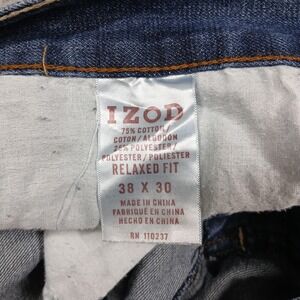 IZOD
75% COTTON/
COTON/ALGODON
25% POLYESTER/
POLYESTER/POLIESTER
RELAXED FIT
38 X 30
MADE IN CHINA
FABRIQUÉ EN CHINA
HECHO EN CHINA
RN 110237